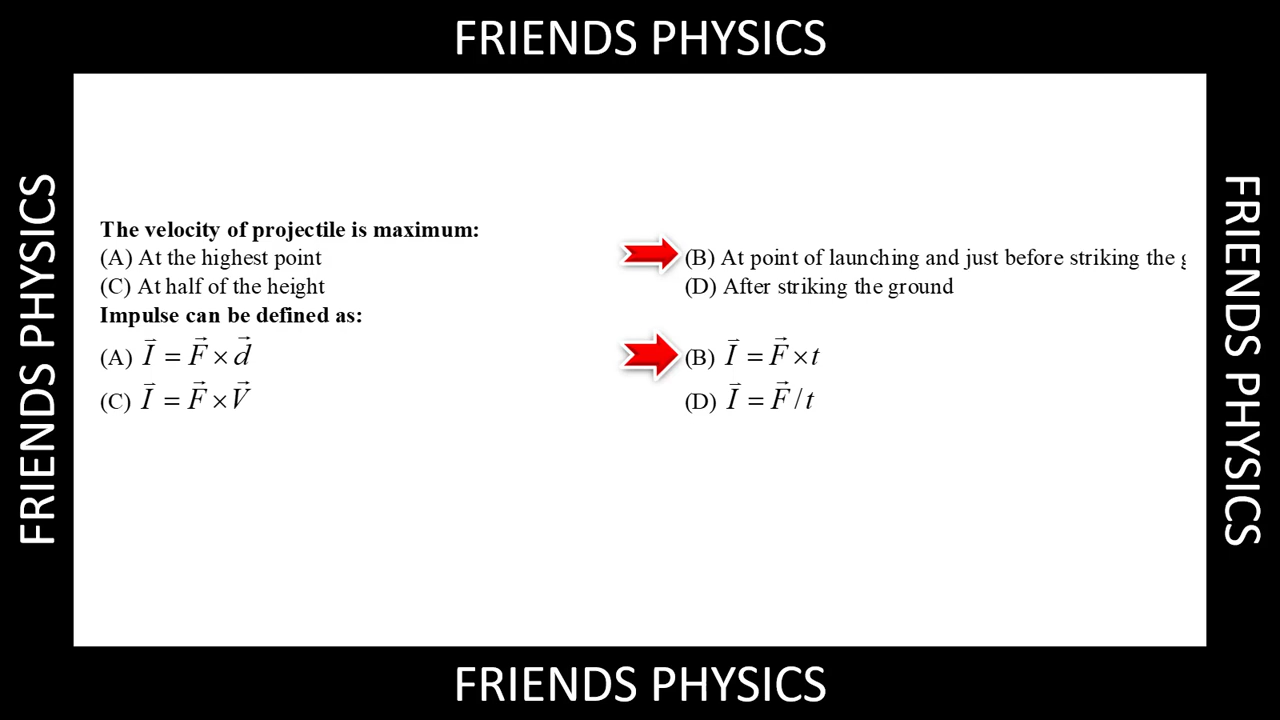 FRIENDS PHYSICS
FRIENDS PHYSICS
The velocity of projectile is maximum:
(A) At the highest point
(B) At point of launching and just before striking the
(C) At half of the height
(D) After striking the ground
Impulse can be defined as:
(A) I⃗ = F⃗ × d⃗
(B) I⃗ = F⃗ × t
(C) I⃗ = F⃗ × V⃗
(D) I⃗ = F⃗ / t
FRIENDS PHYSICS
FRIENDS PHYSICS